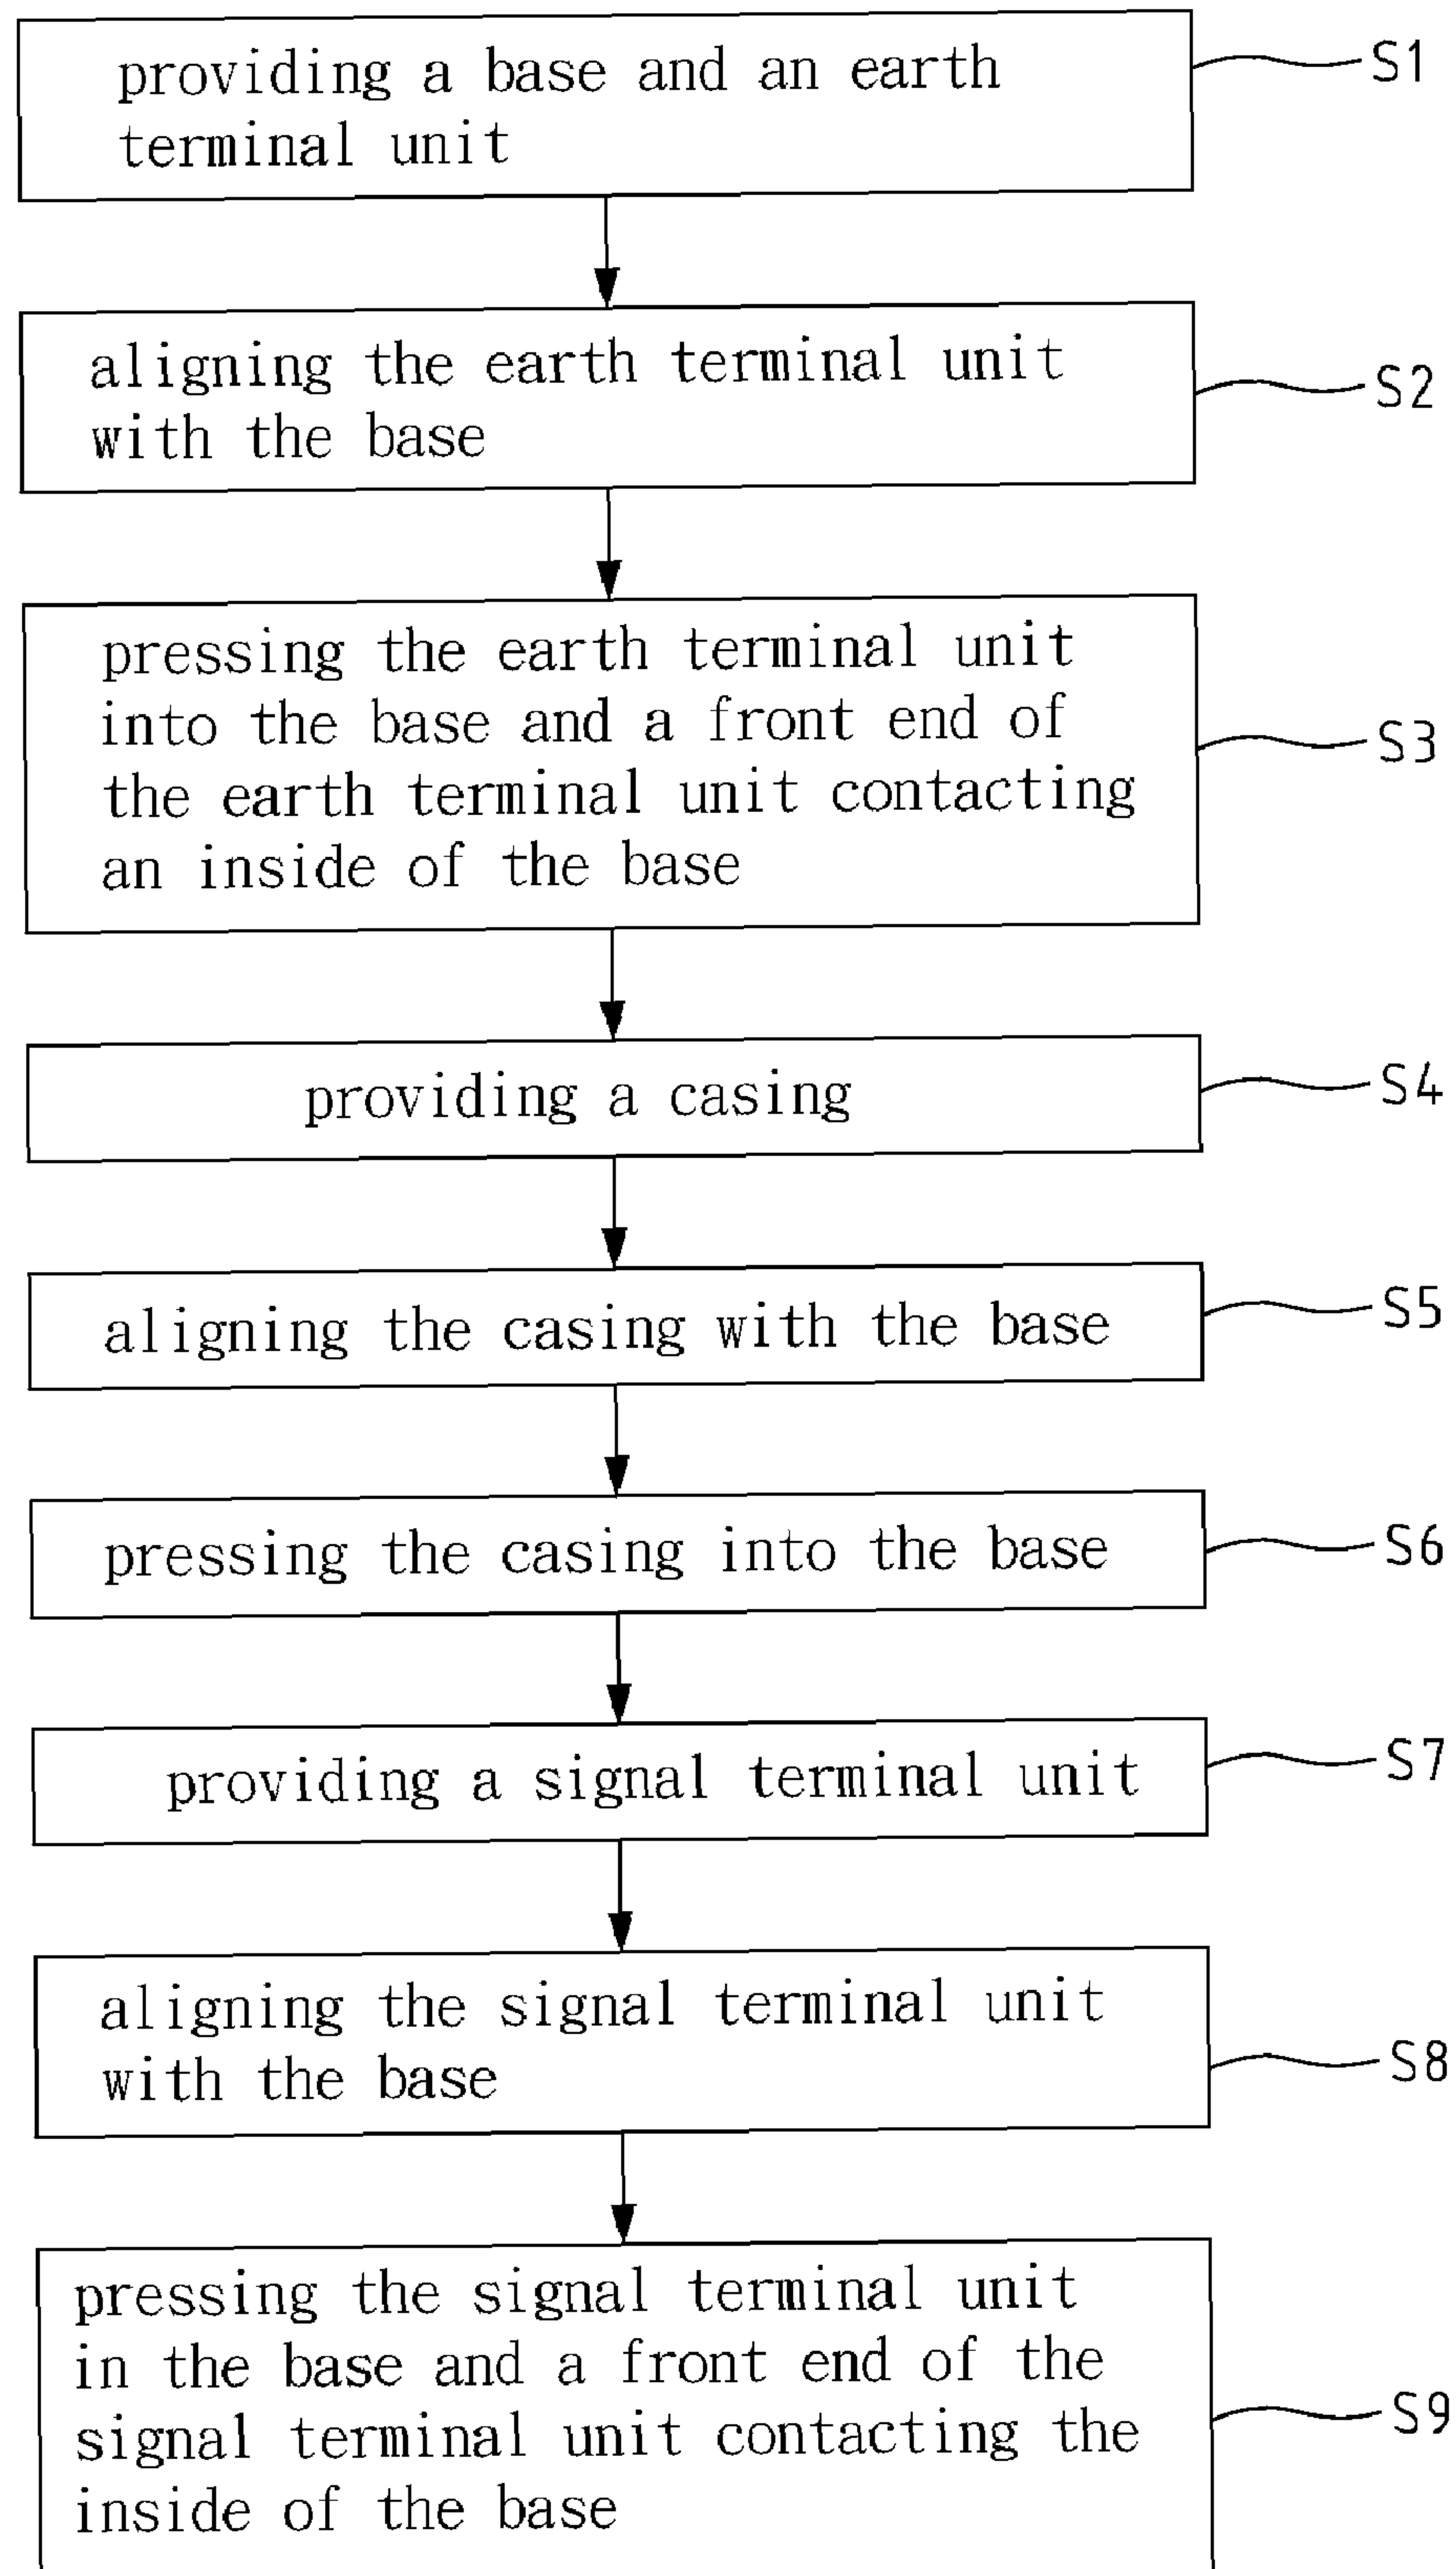 providing a base and an earth
terminal unit
S1
aligning the earth terminal unit
with the base
S2
pressing the earth terminal unit
into the base and a front end of
the earth terminal unit contacting
an inside of the base
S3
providing a casing
S4
aligning the casing with the base
S5
pressing the casing into the base
S6
providing a signal terminal unit
S7
aligning the signal terminal unit
with the base
S8
pressing the signal terminal unit
in the base and a front end of the
signal terminal unit contacting the
inside of the base
S9